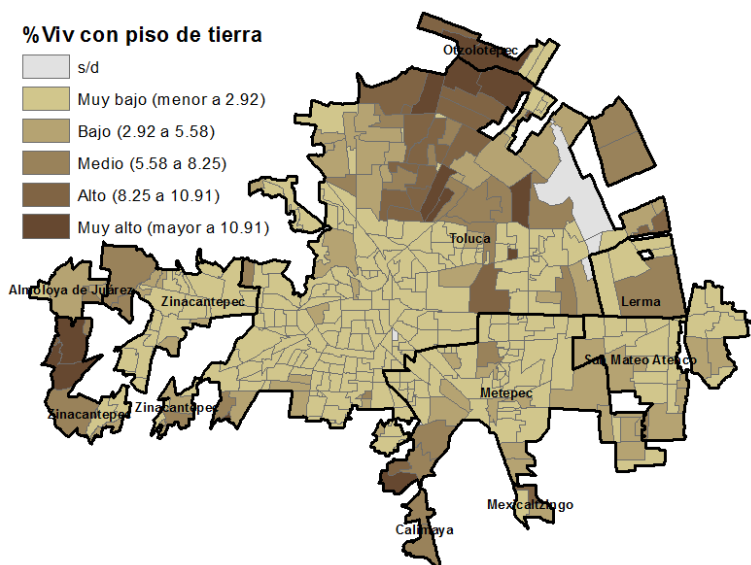 %Viv con piso de tierra
s/d
Muy bajo (menor a 2.92)
Bajo (2.92 a 5.58)
Medio (5.58 a 8.25)
Alto (8.25 a 10.91)
Muy alto (mayor a 10.91)
Otzolotepec
Toluca
Almoloya de Juárez
Zinacantepec
Lerma
San Mateo Atenco
Metepec
Zinacantepec
Zinacantepec
Mexicaltzingo
Calimaya